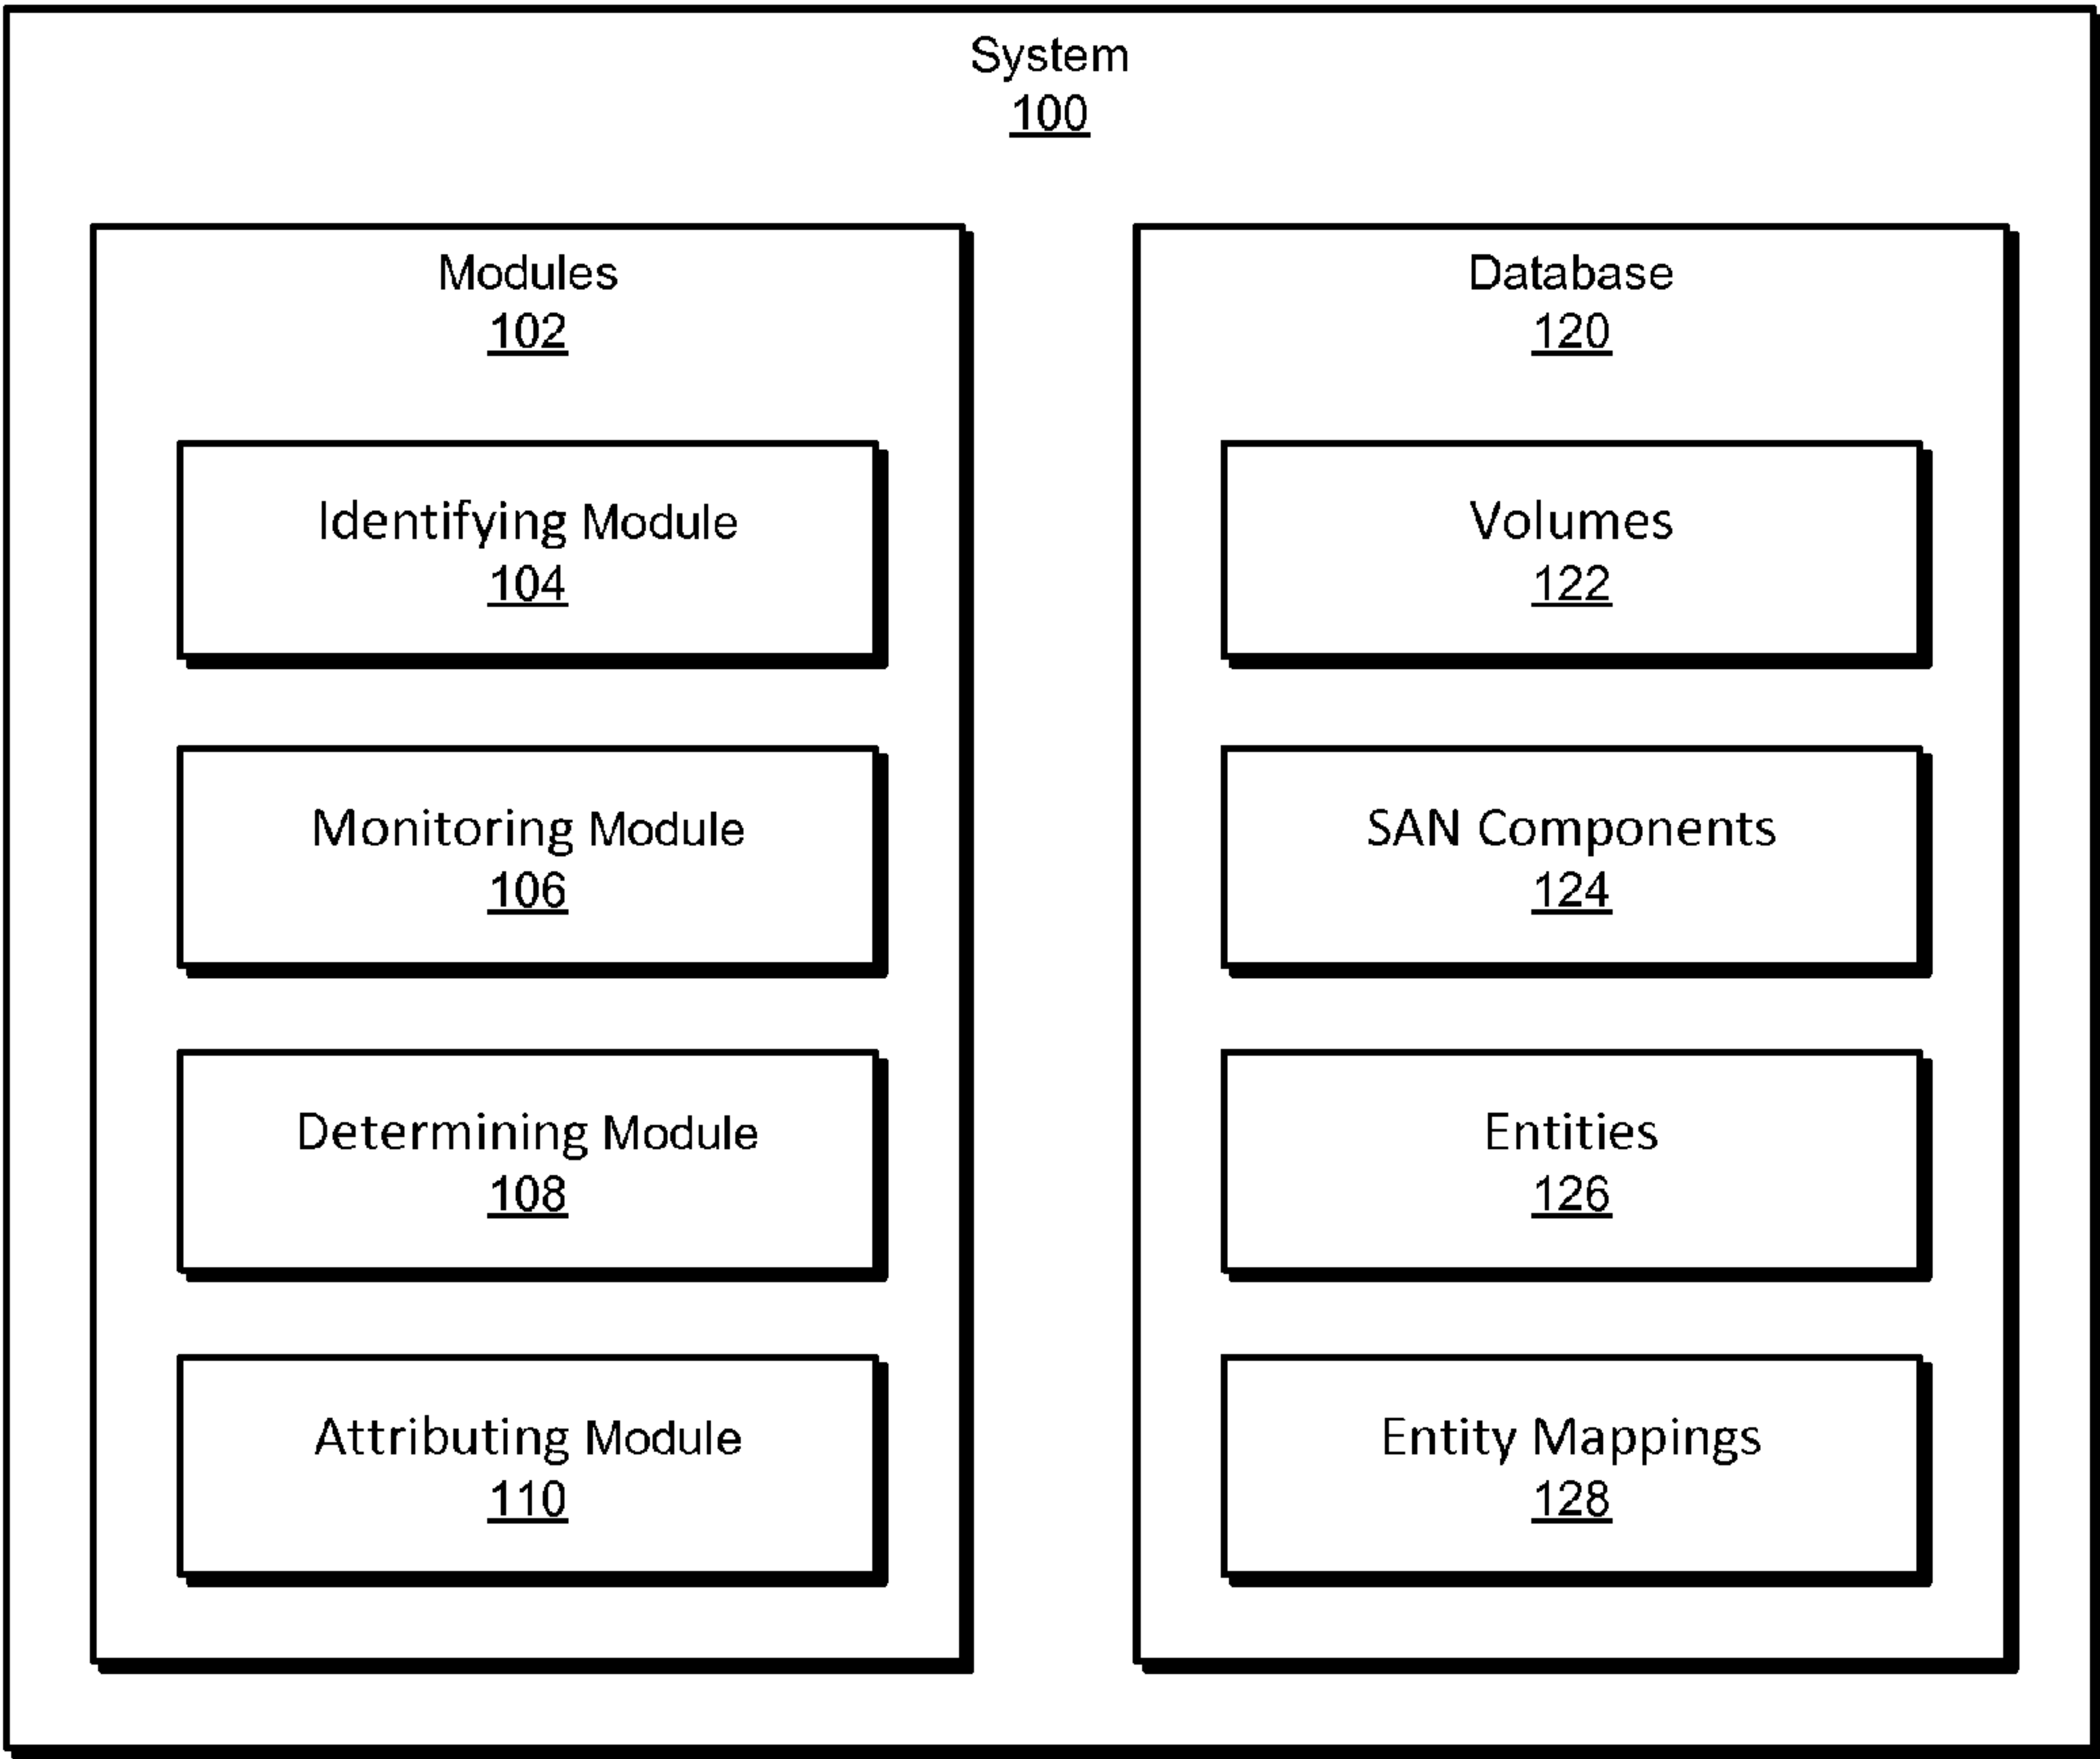 System
100
Modules
102
Identifying Module
104
Monitoring Module
106
Determining Module
108
Attributing Module
110
Database
120
Volumes
122
SAN Components
124
Entities
126
Entity Mappings
128